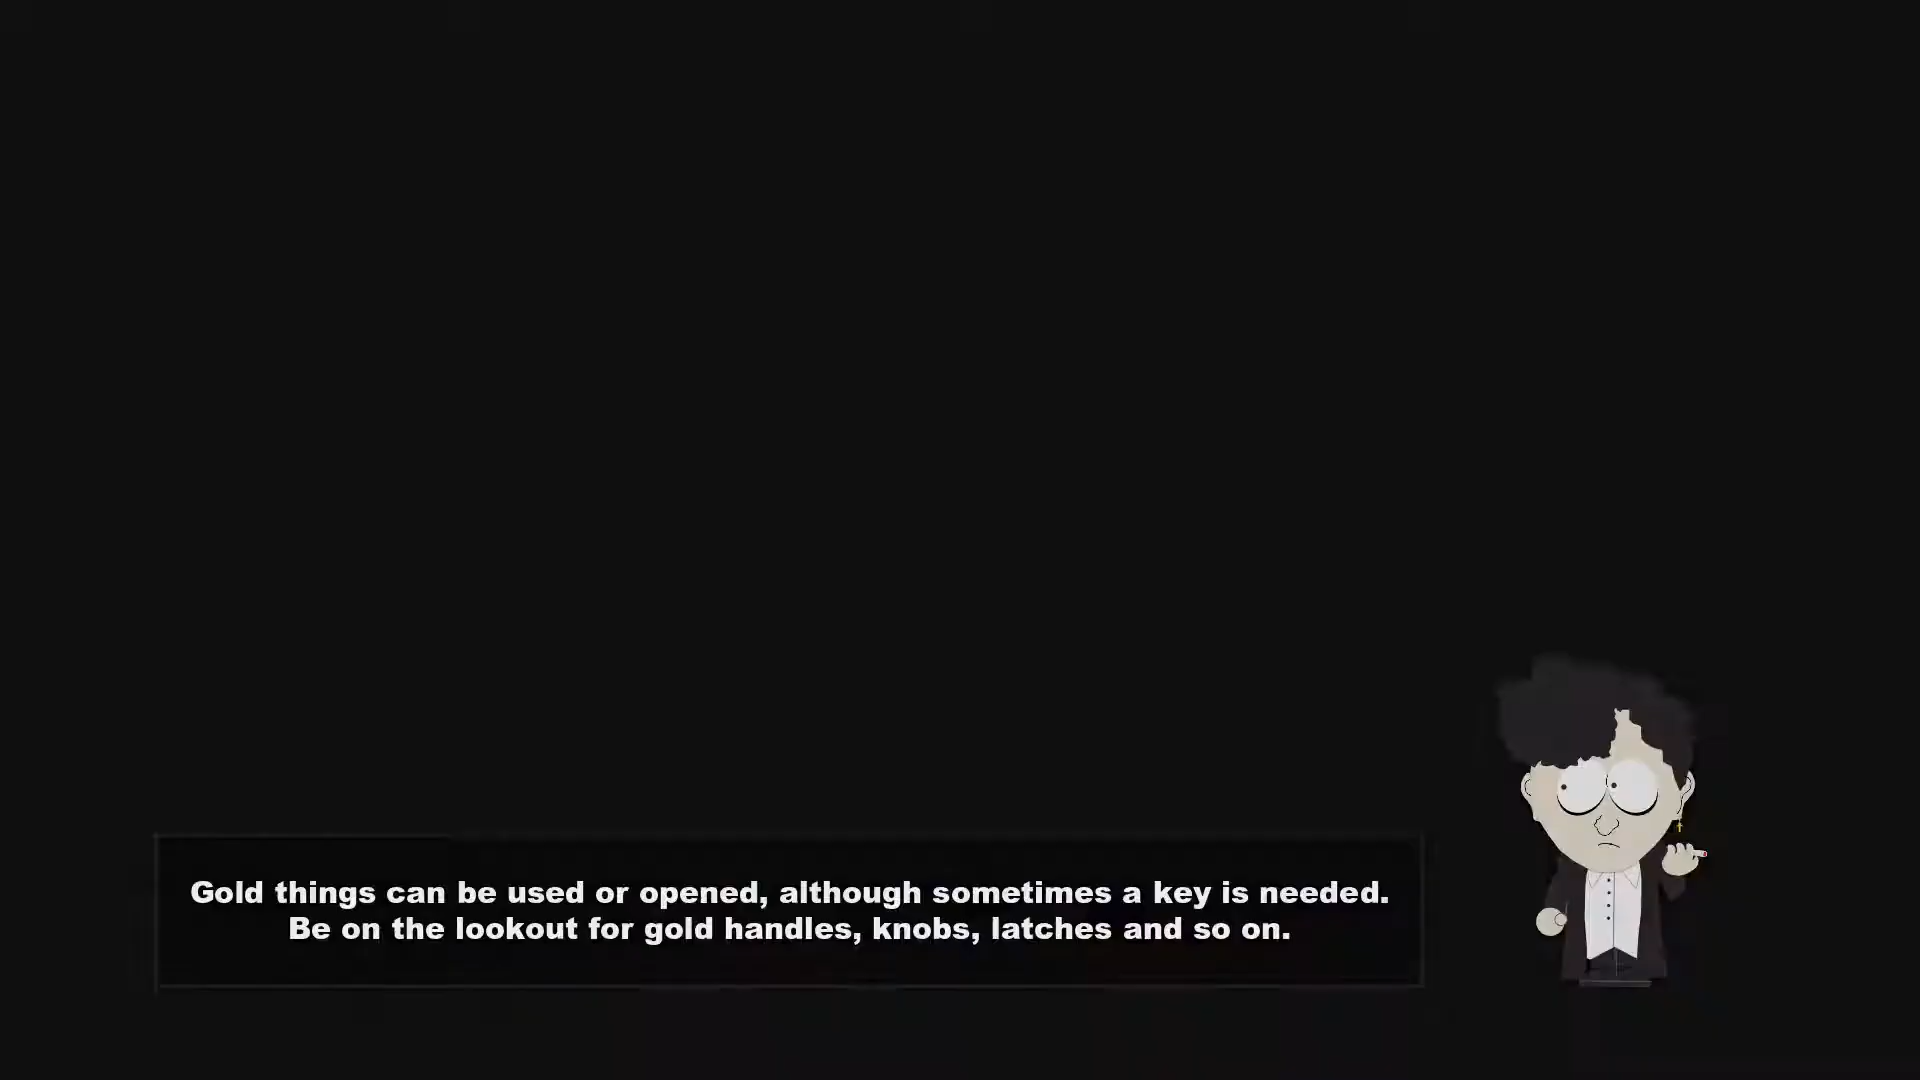 Gold things can be used or opened, although sometimes a key is needed.
Be on the lookout for gold handles, knobs, latches and so on.